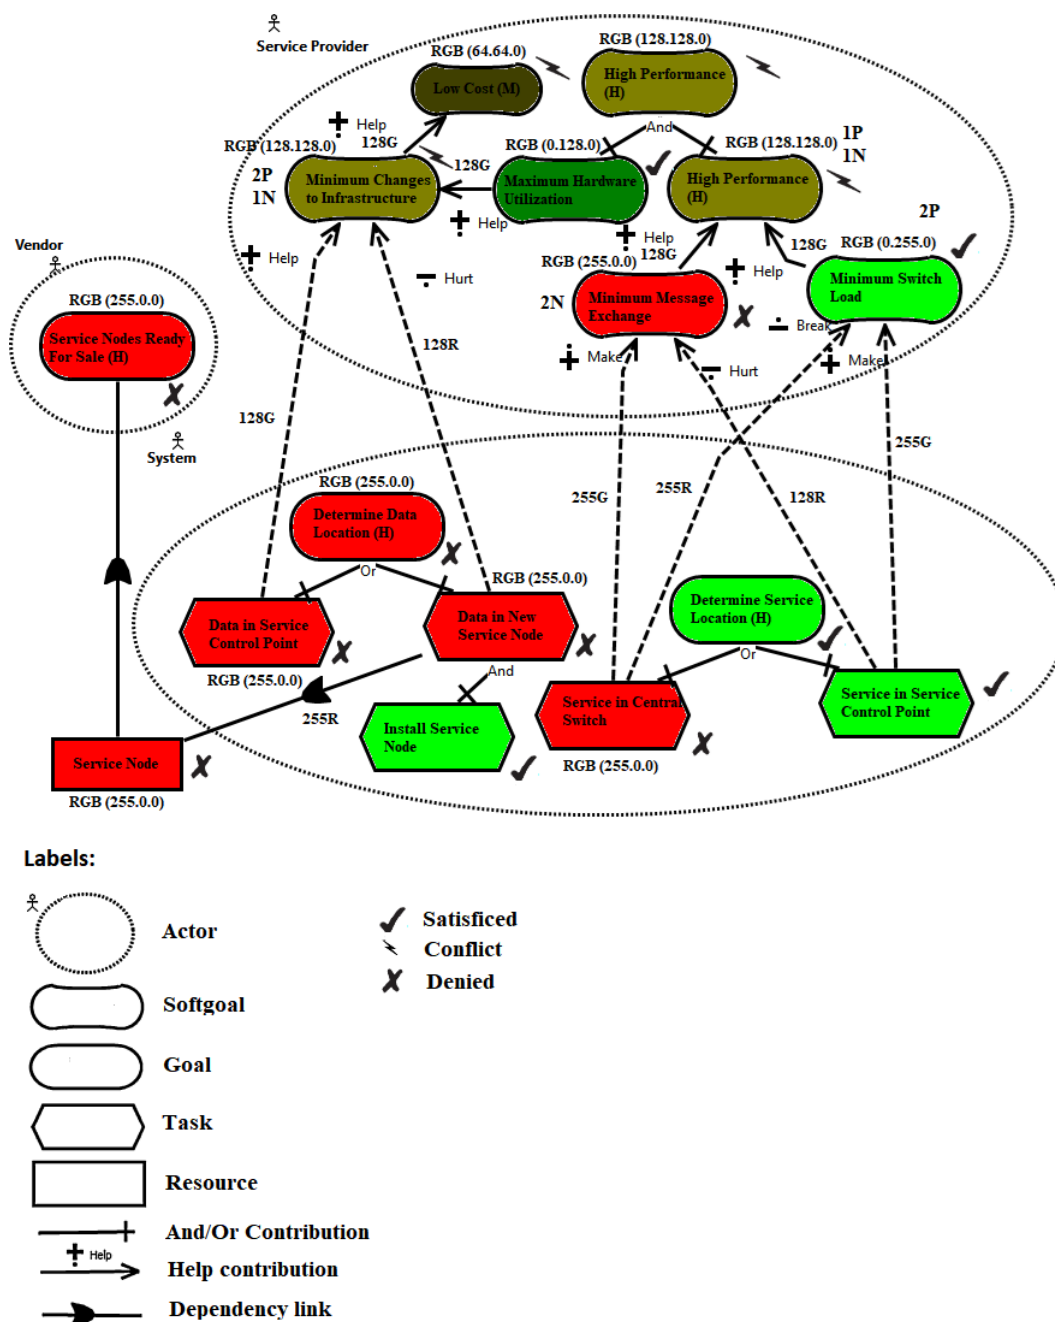 Service Provider
RGB (64.64.0)
RGB (128.128.0)
Low Cost (M)
High Performance
(H)
And
Help
128G
RGB (128.128.0)
2P
1N
Minimum Changes
to Infrastructure
128G
RGB (0.128.0)
Maximum Hardware
Utilization
RGB (128.128.0)
1P
1N
High Performance
(H)
Help
Help
Hurt
Help
128G
2P
128G
RGB (0.255.0)
Minimum Switch
Load
RGB (255.0.0)
2N
Minimum Message
Exchange
Help
Break
Make
Make
Hurt
Vendor
RGB (255.0.0)
Service Nodes Ready
For Sale (H)
System
128G
128R
255G
255R
128R
255G
RGB (255.0.0)
Determine Data
Location (H)
Or
RGB (255.0.0)
Data in Service
Control Point
RGB (255.0.0)
Data in New
Service Node
And
255R
Install Service
Node
Determine Service
Location (H)
Or
Service in Central
Switch
RGB (255.0.0)
Service in Service
Control Point
Service Node
RGB (255.0.0)
Labels:
Actor
Softgoal
Goal
Task
Resource
And/Or Contribution
Help
Help contribution
Dependency link
Satisficed
Conflict
Denied